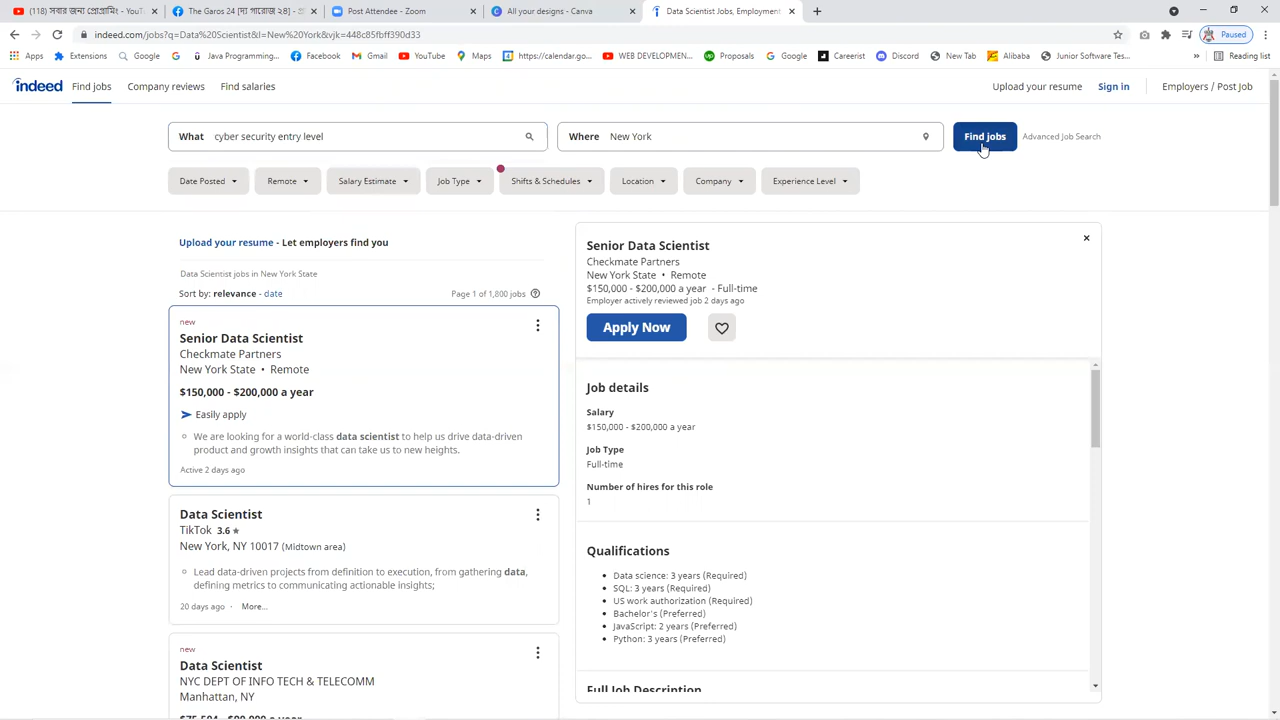 (118) সবার জন্য প্রোগ্রামিং - YouT
The Garos 24 [দ্য গারোজ ২৪] -
Post Attendee - Zoom
All your designs - Canva
Data Scientist Jobs, Employment
indeed.com/jobs?q=Data%20Scientist&l=New%20York&vjk=448c85fbff390d33
Paused
Apps
Extensions
Google
Java Programming...
Facebook
Gmail
YouTube
Maps
https://calendar.go...
WEB DEVELOPMEN...
Proposals
Google
Careerist
Discord
New Tab
Alibaba
Junior Software Tes...
»
Reading list
indeed
Find jobs
Company reviews
Find salaries
Upload your resume
Sign in
Employers / Post Job
What cyber security entry level
Where New York
Find jobs
Advanced Job Search
Date Posted
Remote
Salary Estimate
Job Type
Shifts & Schedules
Location
Company
Experience Level
Upload your resume - Let employers find you
Data Scientist jobs in New York State
Sort by: relevance - date
Page 1 of 1,800 jobs
new
Senior Data Scientist
Checkmate Partners
New York State • Remote
$150,000 - $200,000 a year
Easily apply
We are looking for a world-class data scientist to help us drive data-driven
product and growth insights that can take us to new heights.
Active 2 days ago
Data Scientist
TikTok 3.6 ★
New York, NY 10017 (Midtown area)
Lead data-driven projects from definition to execution, from gathering data,
defining metrics to communicating actionable insights;
20 days ago · More...
new
Data Scientist
NYC DEPT OF INFO TECH & TELECOMM
Manhattan, NY
Senior Data Scientist
Checkmate Partners
New York State • Remote
$150,000 - $200,000 a year - Full-time
Employer actively reviewed job 2 days ago
Apply Now
Job details
Salary
$150,000 - $200,000 a year
Job Type
Full-time
Number of hires for this role
1
Qualifications
• Data science: 3 years (Required)
• SQL: 3 years (Required)
• US work authorization (Required)
• Bachelor's (Preferred)
• JavaScript: 2 years (Preferred)
• Python: 3 years (Preferred)
Full Job Description